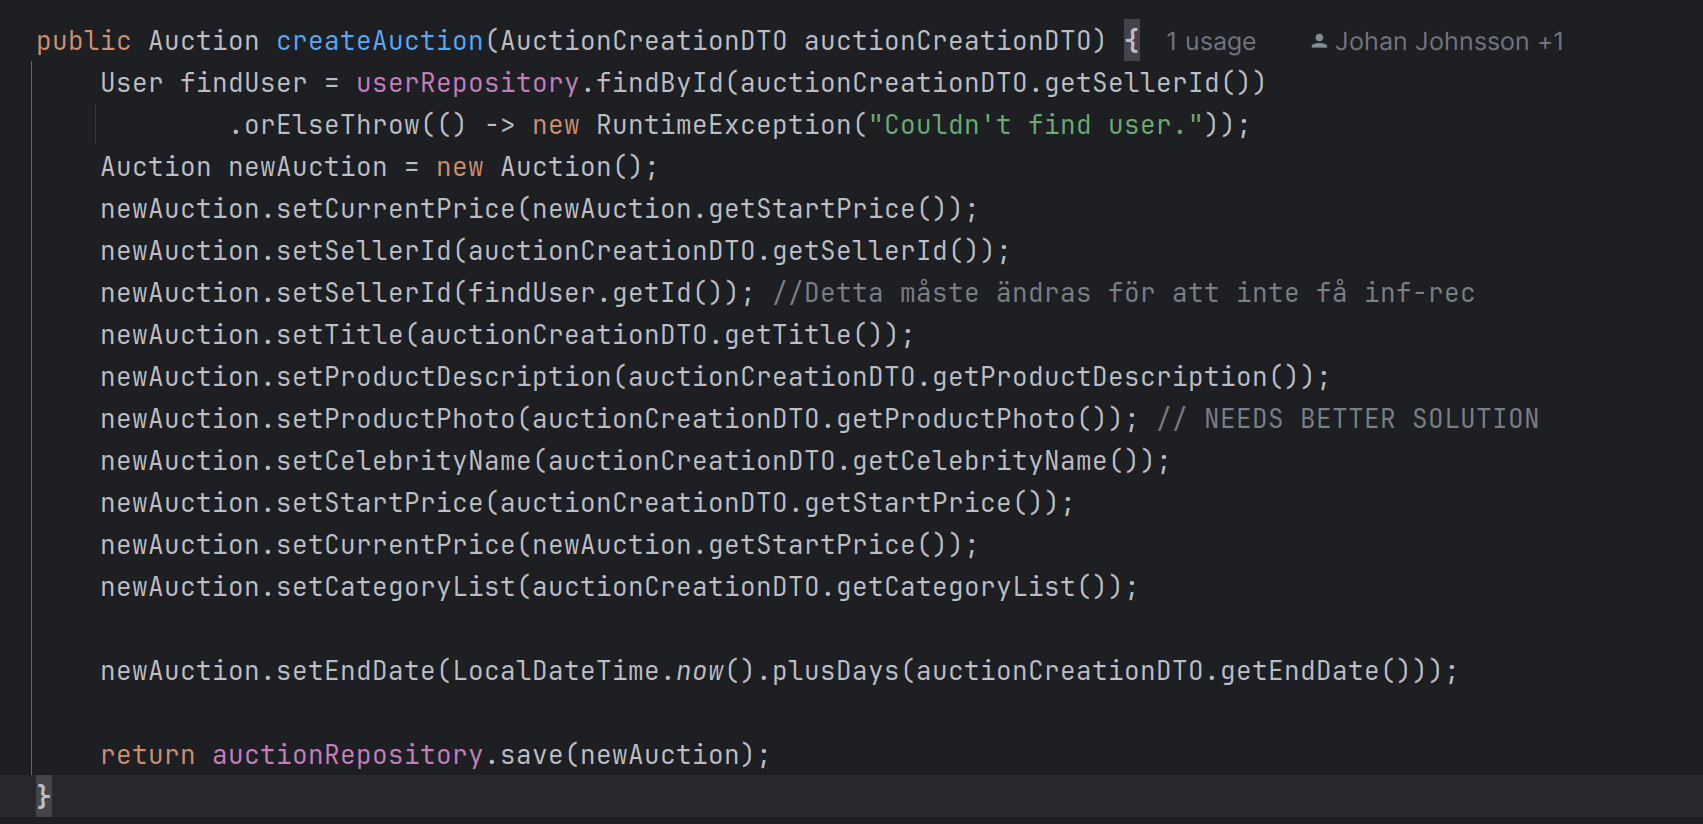 public Auction createAuction(AuctionCreationDTO auctionCreationDTO) { 1 usage Johan Johnsson +1
User findUser = userRepository.findById(auctionCreationDTO.getSellerId())
.orElseThrow(() -> new RuntimeException("Couldn't find user."));
Auction newAuction = new Auction();
newAuction.setCurrentPrice(newAuction.getStartPrice());
newAuction.setSellerId(auctionCreationDTO.getSellerId());
newAuction.setSellerId(findUser.getId()); //Detta måste ändras för att inte få inf-rec
newAuction.setTitle(auctionCreationDTO.getTitle());
newAuction.setProductDescription(auctionCreationDTO.getProductDescription());
newAuction.setProductPhoto(auctionCreationDTO.getProductPhoto()); // NEEDS BETTER SOLUTION
newAuction.setCelebrityName(auctionCreationDTO.getCelebrityName());
newAuction.setStartPrice(auctionCreationDTO.getStartPrice());
newAuction.setCurrentPrice(newAuction.getStartPrice());
newAuction.setCategoryList(auctionCreationDTO.getCategoryList());
newAuction.setEndDate(LocalDateTime.now().plusDays(auctionCreationDTO.getEndDate()));
return auctionRepository.save(newAuction);
}